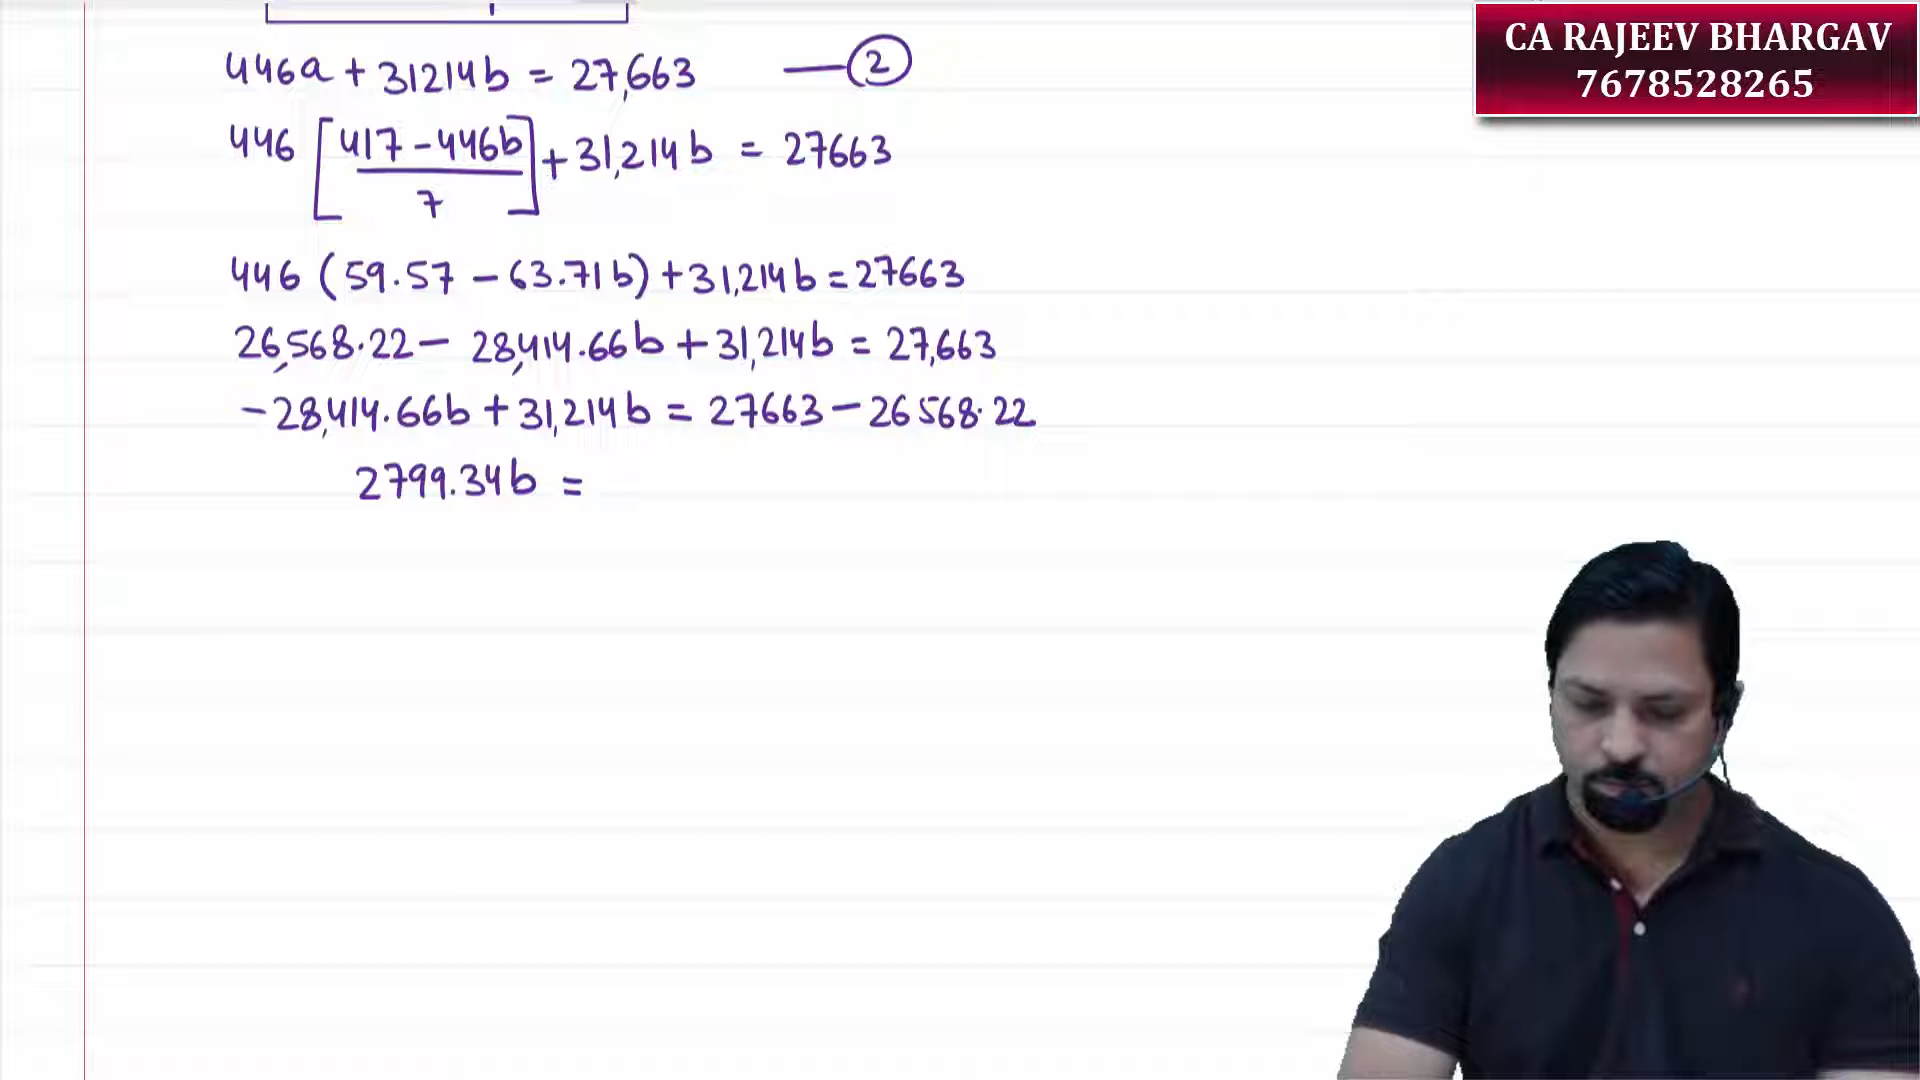 CA RAJEEV BHARGAV
7678528265
446a + 31214b = 27,663 — 2
446 [417 - 446b / 7] + 31,214b = 27663
446 (59.57 - 63.71b) + 31,214b = 27663
26,568.22 - 28,414.66b + 31,214b = 27,663
- 28,414.66b + 31,214b = 27663 - 26568.22
2799.34b =